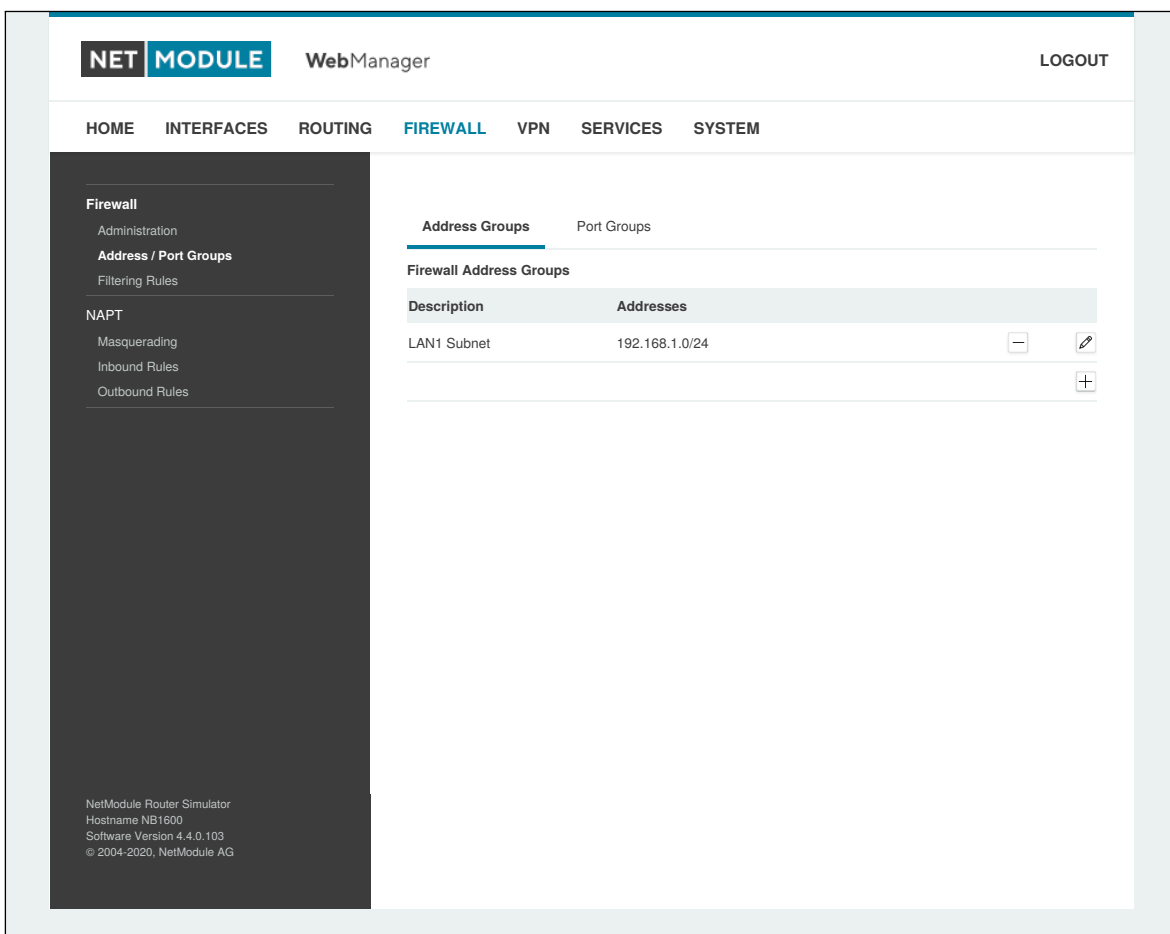 NET MODULE WebManager LOGOUT
HOME INTERFACES ROUTING FIREWALL VPN SERVICES SYSTEM
Firewall
Administration
Address / Port Groups
Filtering Rules
NAPT
Masquerading
Inbound Rules
Outbound Rules
Address Groups Port Groups
Firewall Address Groups
Description Addresses
LAN1 Subnet 192.168.1.0/24
NetModule Router Simulator
Hostname NB1600
Software Version 4.4.0.103
© 2004-2020, NetModule AG